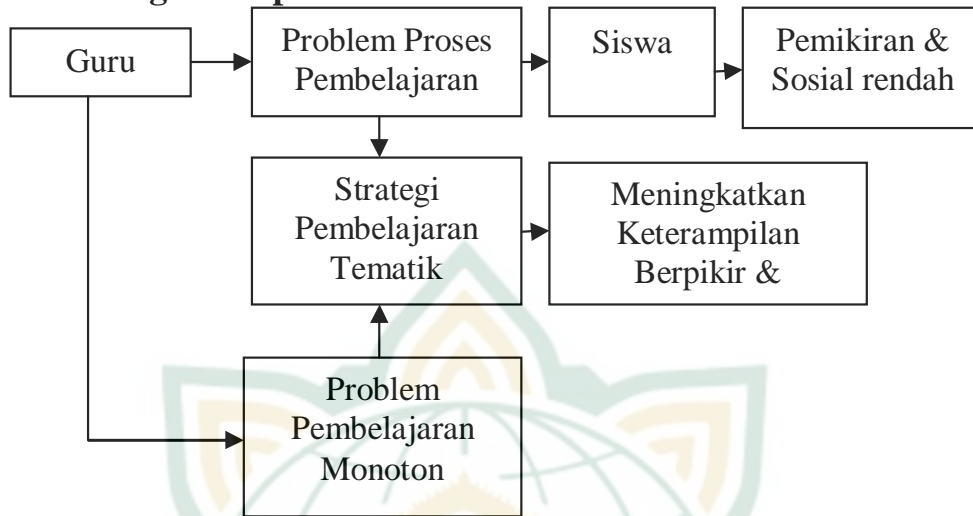 Guru
Problem Proses
Pembelajaran
Siswa
Pemikiran &
Sosial rendah
Strategi
Pembelajaran
Tematik
Meningkatkan
Keterampilan
Berpikir &
Problem
Pembelajaran
Monoton